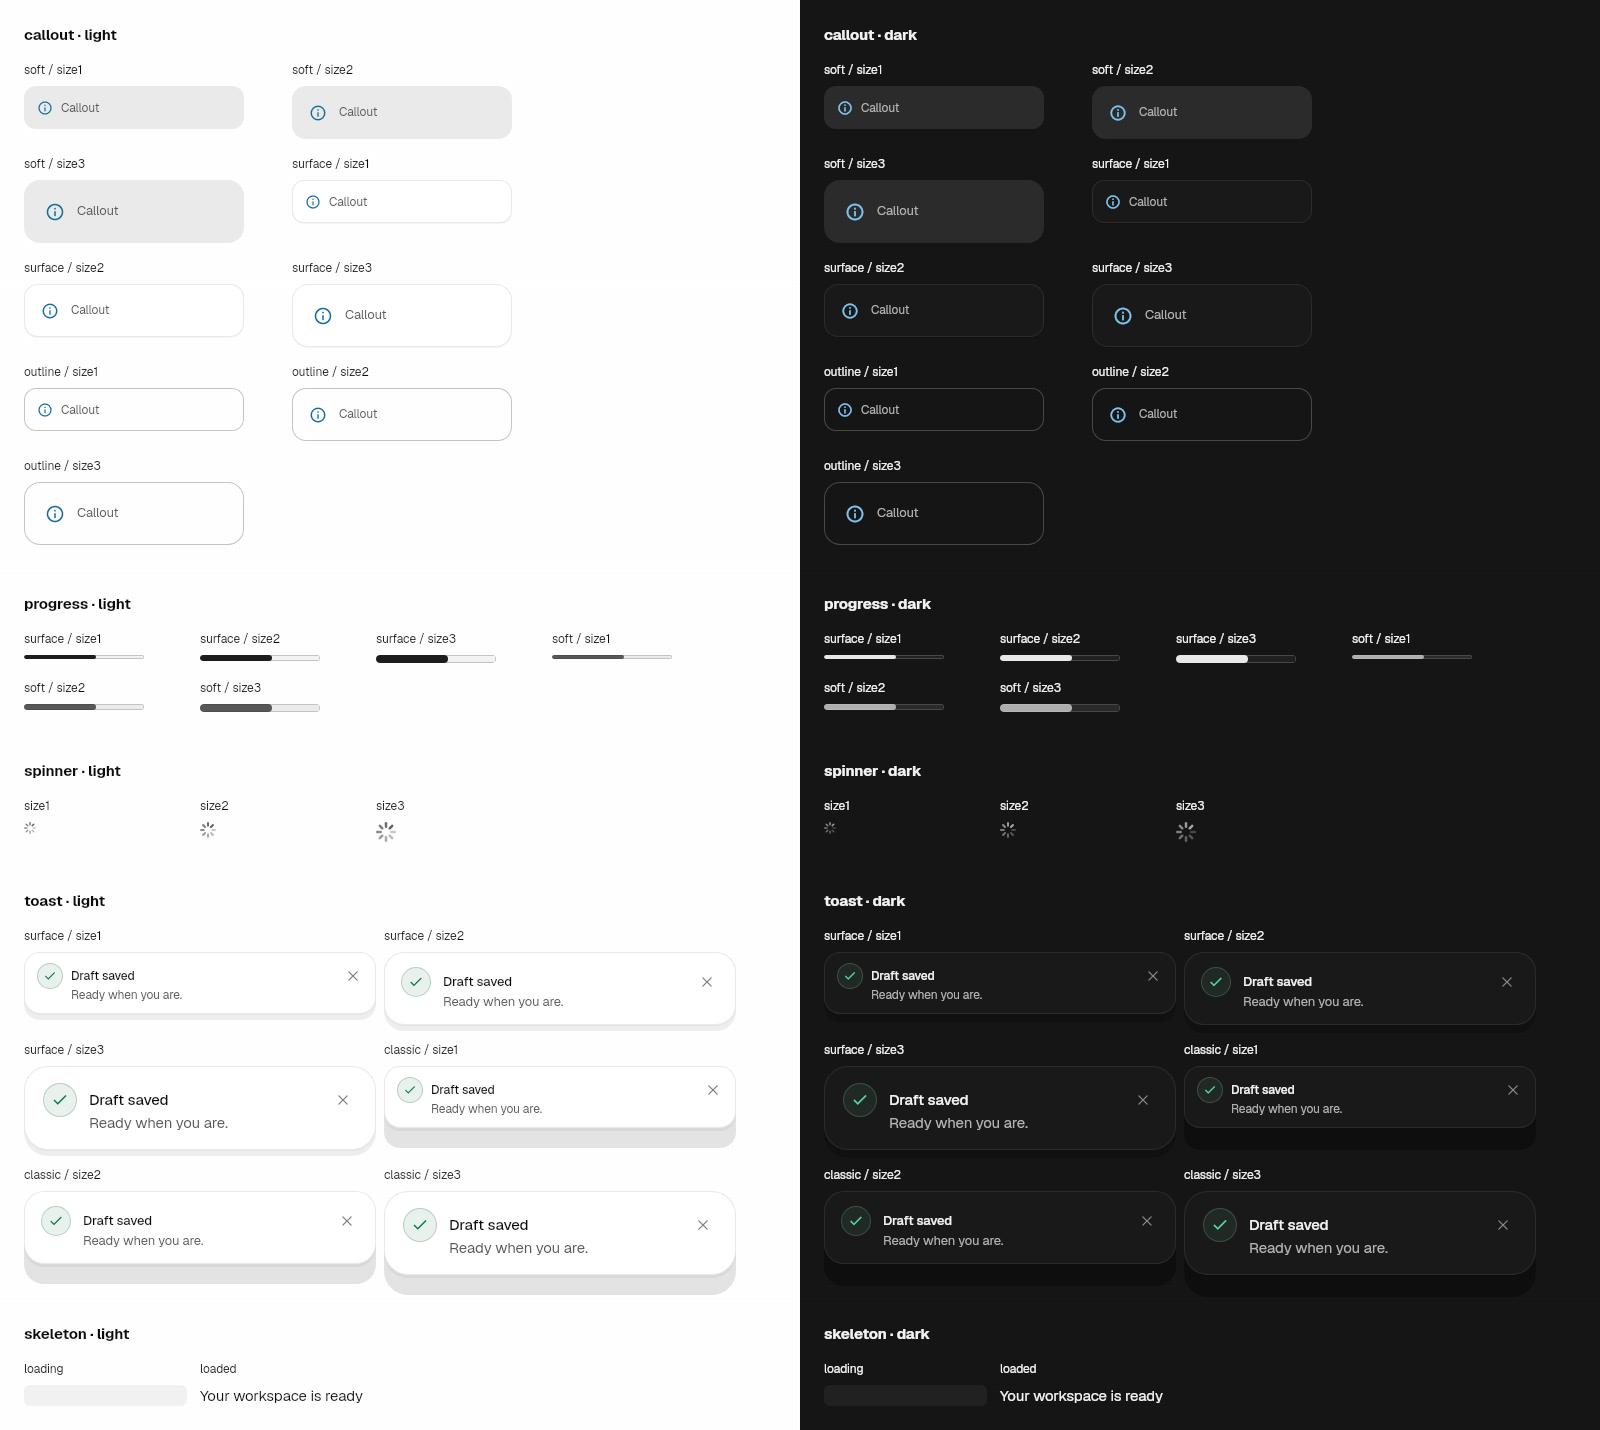 callout · light
soft / size1
soft / size2
Callout
Callout
soft / size3
surface / size1
Callout
Callout
surface / size2
surface / size3
Callout
Callout
outline / size1
outline / size2
Callout
Callout
outline / size3
Callout
progress · light
surface / size1
surface / size2
surface / size3
soft / size1
soft / size2
soft / size3
spinner · light
size1
size2
size3
toast · light
surface / size1
surface / size2
Draft saved
Ready when you are.
Draft saved
Ready when you are.
surface / size3
classic / size1
Draft saved
Ready when you are.
Draft saved
Ready when you are.
classic / size2
classic / size3
Draft saved
Ready when you are.
Draft saved
Ready when you are.
skeleton · light
loading
loaded
Your workspace is ready
callout · dark
soft / size1
soft / size2
Callout
Callout
soft / size3
surface / size1
Callout
Callout
surface / size2
surface / size3
Callout
Callout
outline / size1
outline / size2
Callout
Callout
outline / size3
Callout
progress · dark
surface / size1
surface / size2
surface / size3
soft / size1
soft / size2
soft / size3
spinner · dark
size1
size2
size3
toast · dark
surface / size1
surface / size2
Draft saved
Ready when you are.
Draft saved
Ready when you are.
surface / size3
classic / size1
Draft saved
Ready when you are.
Draft saved
Ready when you are.
classic / size2
classic / size3
Draft saved
Ready when you are.
Draft saved
Ready when you are.
skeleton · dark
loading
loaded
Your workspace is ready